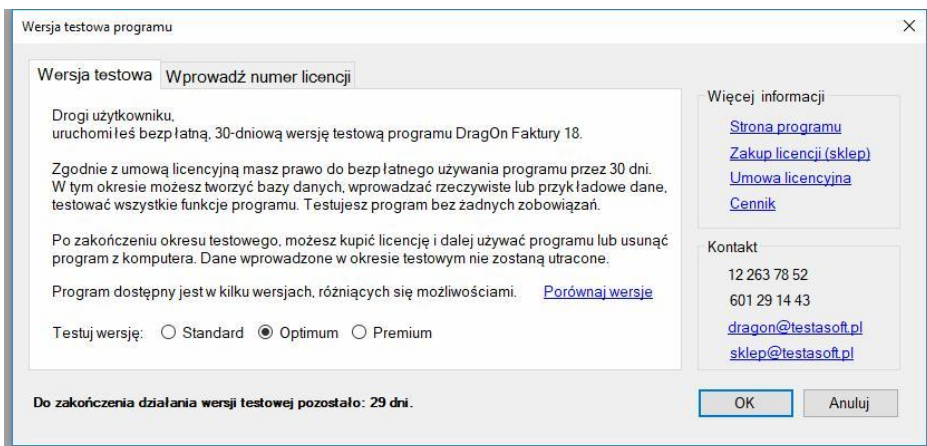 Wersja testowa programu
Wersja testowa
Wprowadź numer licencji
Drogi użytkowniku,
uruchomiłeś bezpłatną, 30-dniową wersję testową programu DragOn Faktury 18.
Zgodnie z umową licencyjną masz prawo do bezpłatnego używania programu przez 30 dni.
W tym okresie możesz tworzyć bazy danych, wprowadzać rzeczywiste lub przykładowe dane,
testować wszystkie funkcje programu. Testujesz program bez żadnych zobowiązań.
Po zakończeniu okresu testowego, możesz kupić licencję i dalej używać programu lub usunąć
program z komputera. Dane wprowadzone w okresie testowym nie zostaną utracone.
Program dostępny jest w kilku wersjach, różniących się możliwościami. Porównaj wersje
Testuj wersję: Standard Optimum Premium
Więcej informacji
Strona programu
Zakup licencji (sklep)
Umowa licencyjna
Cennik
Kontakt
12 263 78 52
601 29 14 43
dragon@testasoft.pl
sklep@testasoft.pl
Do zakończenia działania wersji testowej pozostało: 29 dni.
OK
Anuluj